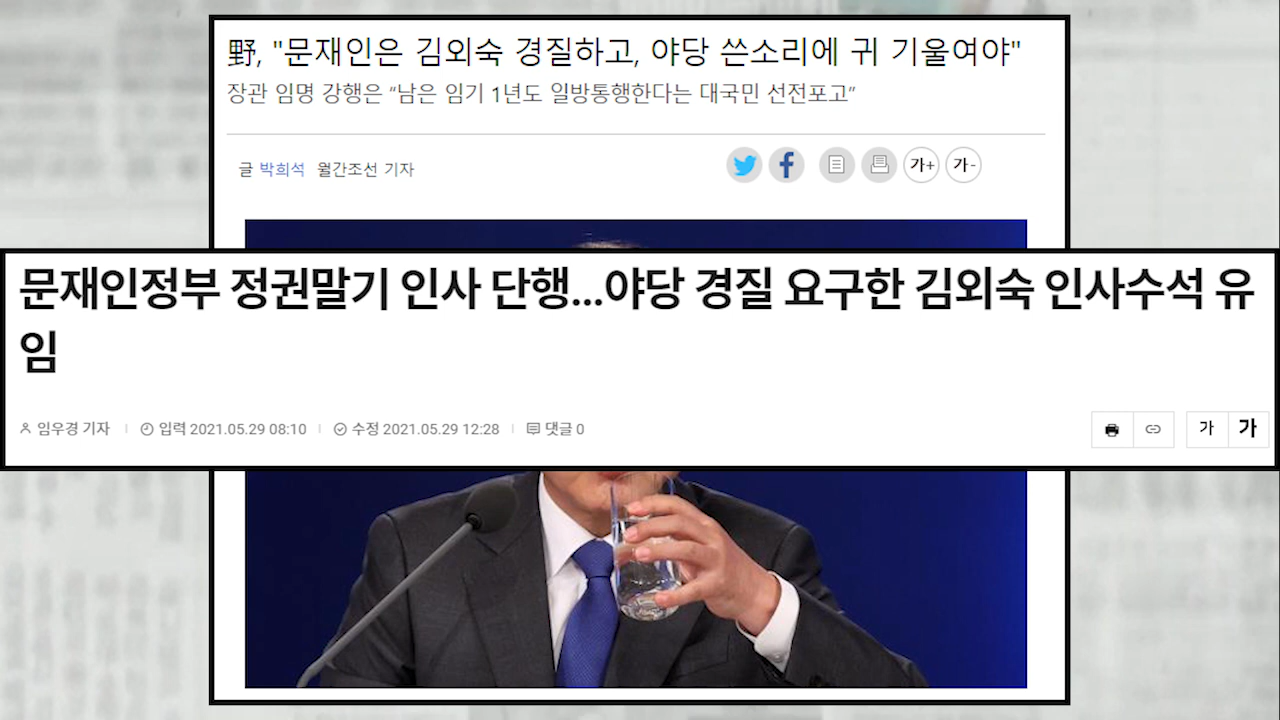 野, "문재인은 김외숙 경질하고, 야당 쓴소리에 귀 기울여야"
장관 임명 강행은 “남은 임기 1년도 일방통행한다는 대국민 선전포고”
글 박희석 월간조선 기자
가+ 가-
문재인정부 정권말기 인사 단행...야당 경질 요구한 김외숙 인사수석 유
임
임우경 기자 입력 2021.05.29 08:10 수정 2021.05.29 12:28 댓글 0
가 가